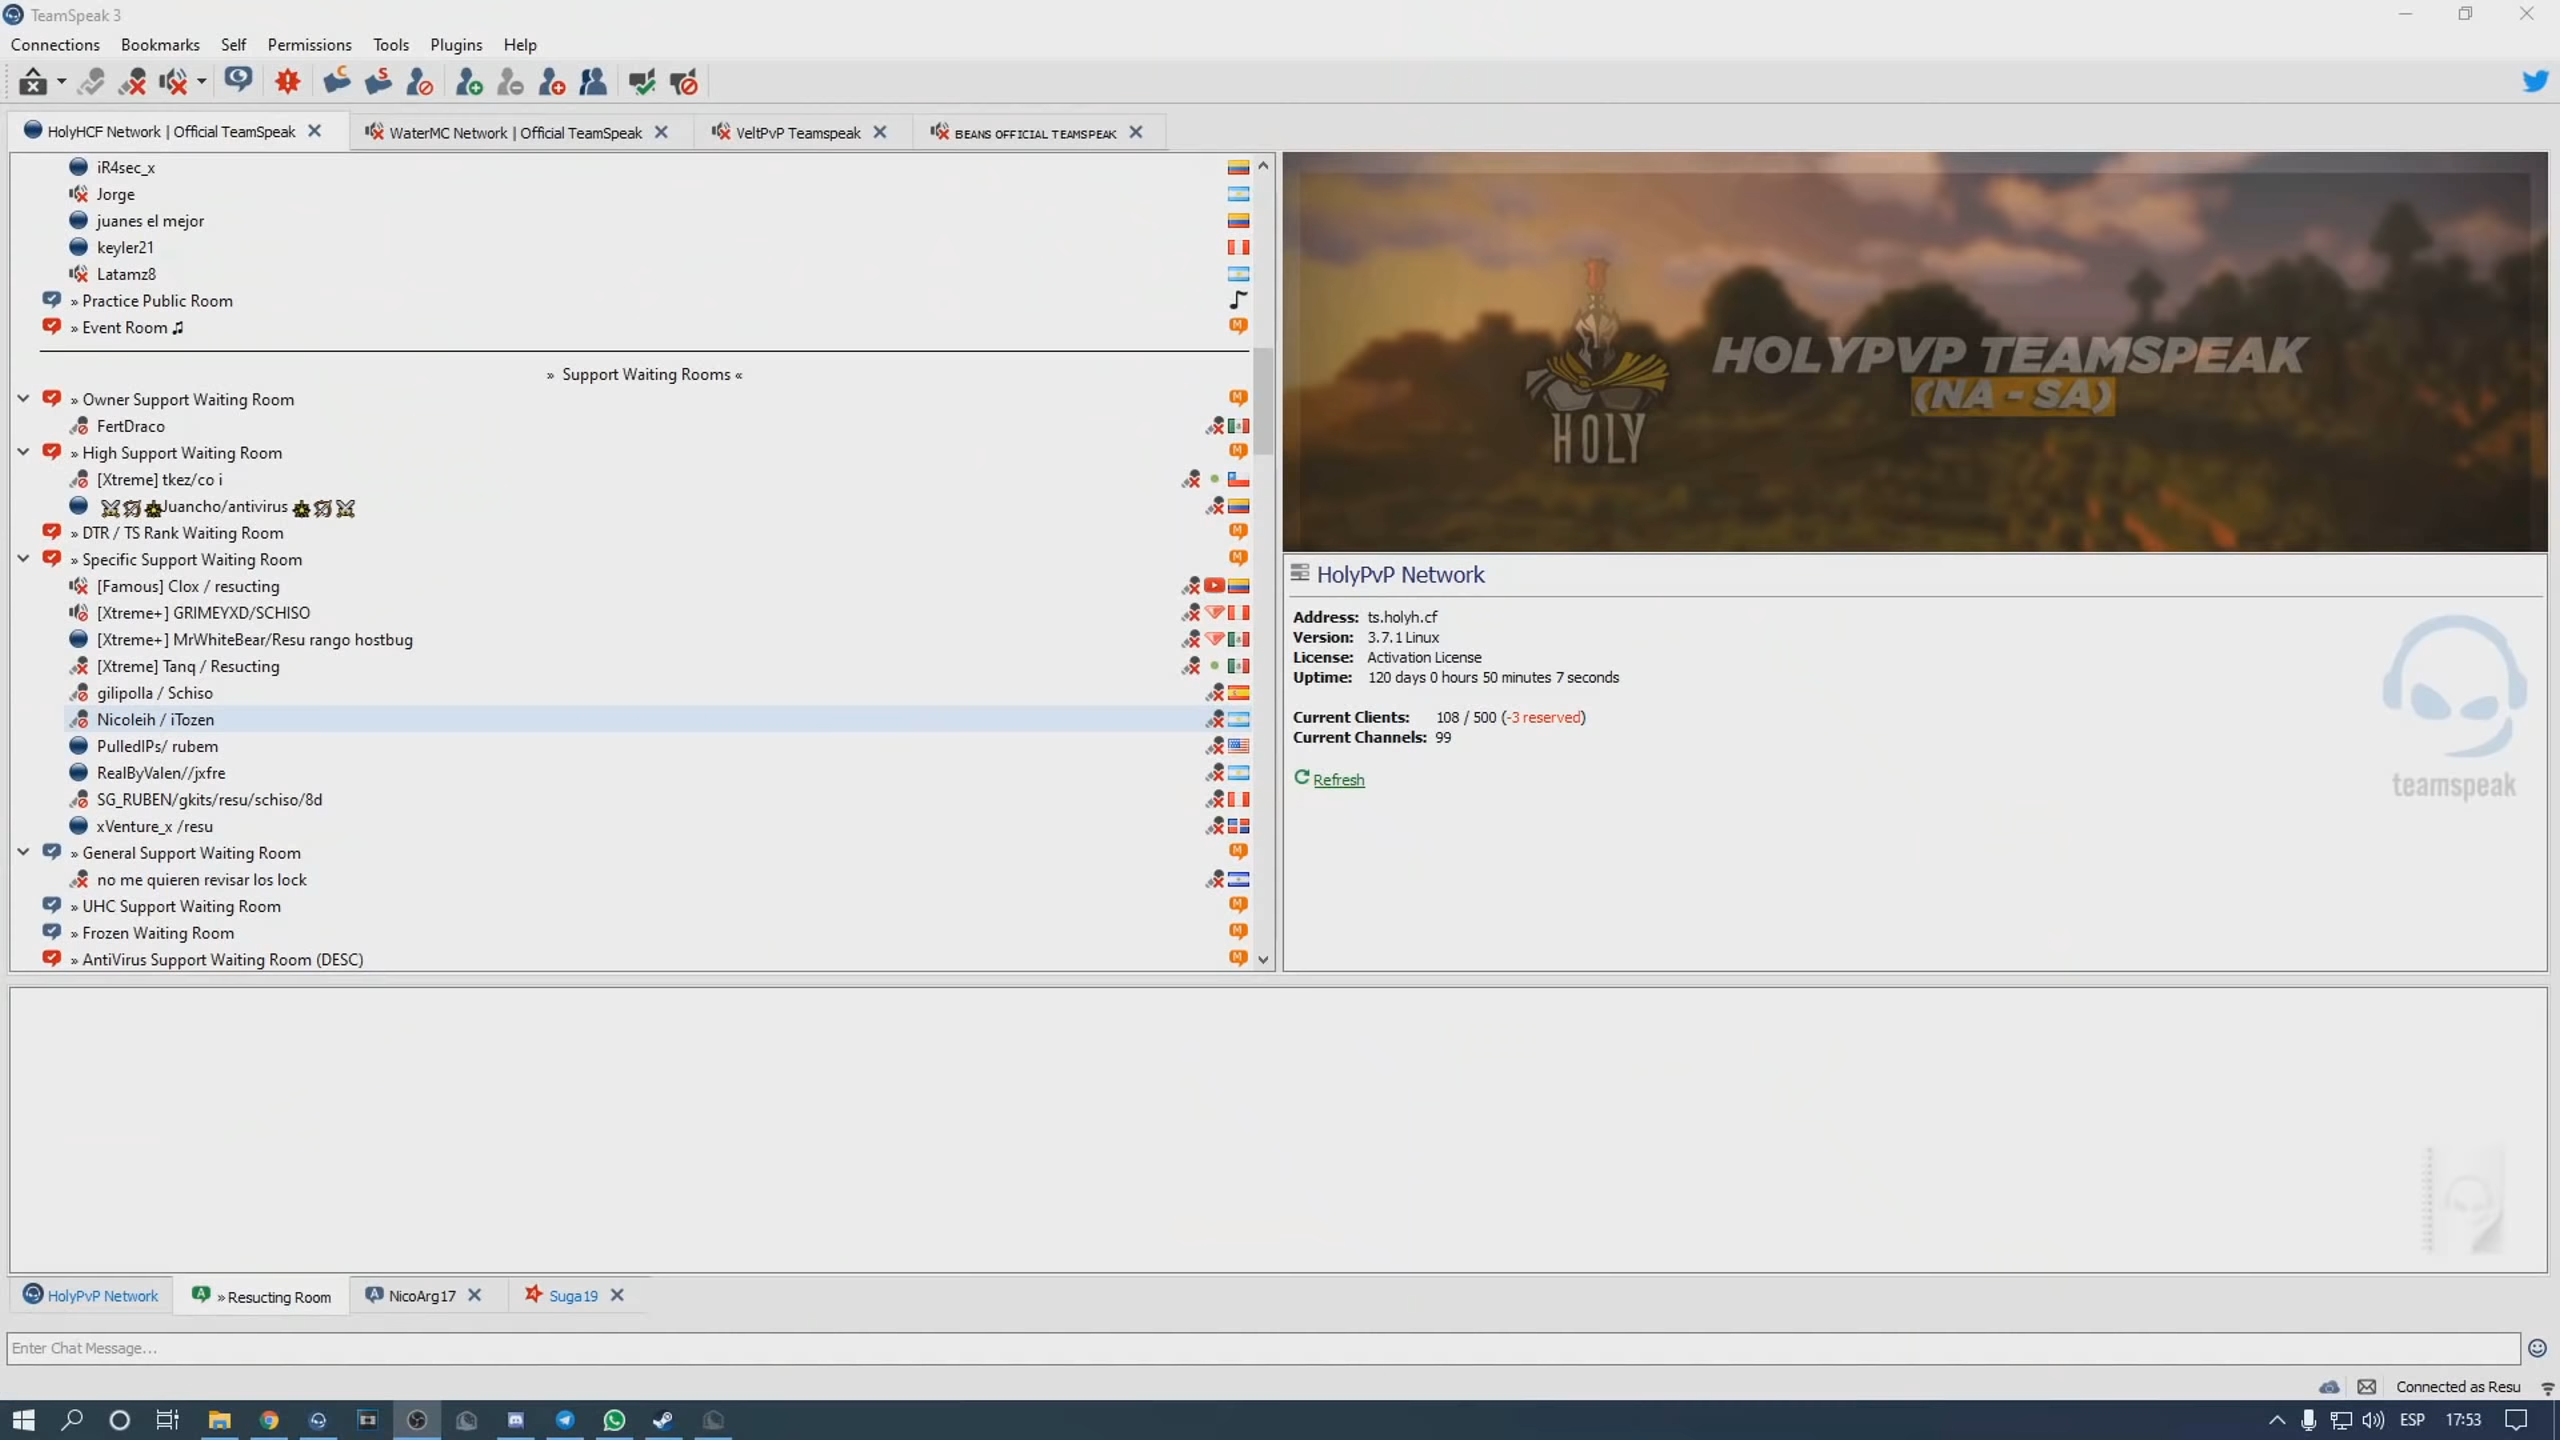 TeamSpeak 3
Connections Bookmarks Self Permissions Tools Plugins Help
HolyHCF Network | Official TeamSpeak WaterMC Network | Official TeamSpeak VeltPvP Teamspeak BEANS OFFICIAL TEAMSPEAK
iR4sec_x
Jorge
juanes el mejor
keyler21
Latamz8
» Practice Public Room
» Event Room ♫
» Support Waiting Rooms «
» Owner Support Waiting Room
FertDraco
» High Support Waiting Room
[Xtreme] tkez/co i
Juancho/antivirus
» DTR / TS Rank Waiting Room
» Specific Support Waiting Room
[Famous] Clox / resucting
[Xtreme+] GRIMEYXD/SCHISO
[Xtreme+] MrWhiteBear/Resu rango hostbug
[Xtreme] Tanq / Resucting
gilipolla / Schiso
Nicoleih / iTozen
PulledIPs/ rubem
RealByValen//jxfre
SG_RUBEN/gkits/resu/schiso/8d
xVenture_x /resu
» General Support Waiting Room
no me quieren revisar los lock
» UHC Support Waiting Room
» Frozen Waiting Room
» AntiVirus Support Waiting Room (DESC)
HOLY
HOLYPVP TEAMSPEAK
(NA - SA)
HolyPvP Network
Address: ts.holyh.cf
Version: 3.7.1 Linux
License: Activation License
Uptime: 120 days 0 hours 50 minutes 7 seconds
Current Clients: 108 / 500 (-3 reserved)
Current Channels: 99
Refresh
teamspeak
HolyPvP Network » Resucting Room NicoArg17 Suga19
Enter Chat Message...
Connected as Resu
ESP 17:53